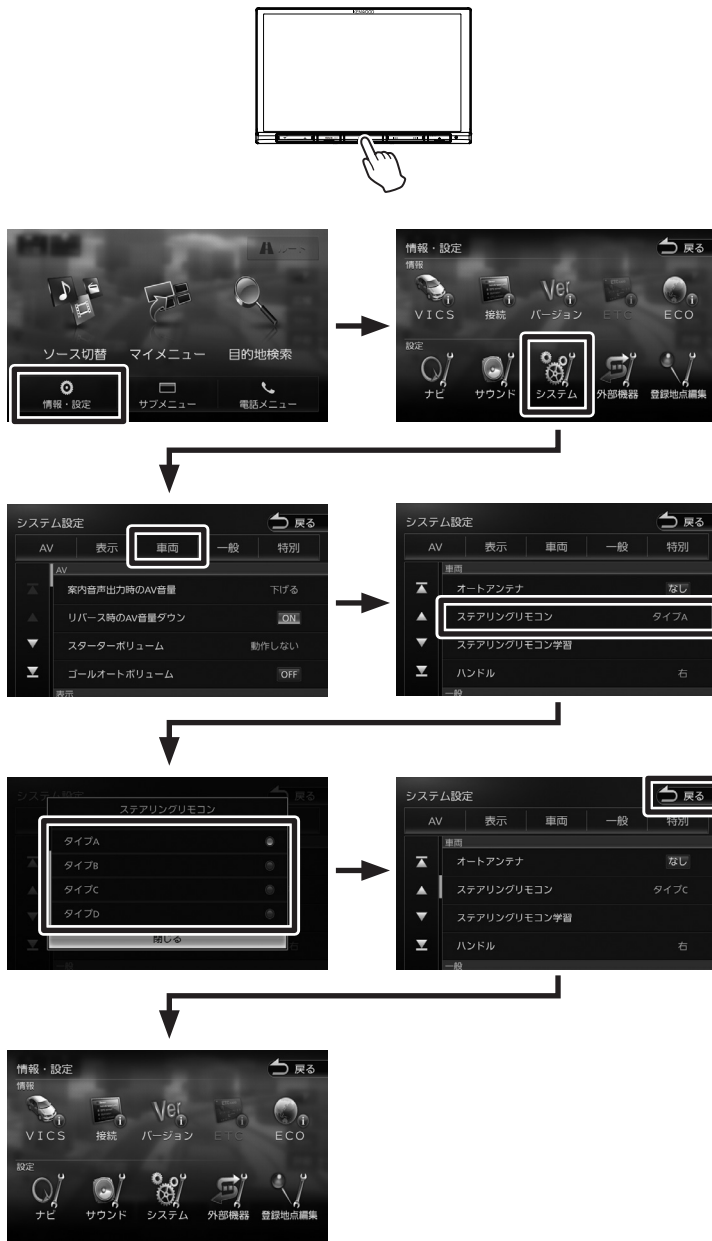 KENWOOD
ソース切替 マイメニュー 目的地検索
情報・設定 サブメニュー 電話メニュー
情報・設定 戻る
情報
VICS 接続 バージョン ETC ECO
Ver
設定
ナビ サウンド システム 外部機器 登録地点編集
システム設定 戻る
AV 表示 車両 一般 特別
AV
案内音声出力時のAV音量 下げる
リバース時のAV音量ダウン ON
スターターボリューム 動作しない
ゴールオートボリューム OFF
表示
システム設定 戻る
AV 表示 車両 一般 特別
車両
オートアンテナ なし
ステアリングリモコン タイプA
ステアリングリモコン学習
ハンドル 右
一般
システム設定 戻る
ステアリングリモコン
タイプA
タイプB
タイプC
タイプD
閉じる
右
一般
システム設定 戻る
AV 表示 車両 一般 特別
車両
オートアンテナ なし
ステアリングリモコン タイプC
ステアリングリモコン学習
ハンドル 右
一般
情報・設定 戻る
情報
VICS 接続 バージョン ETC ECO
Ver
設定
ナビ サウンド システム 外部機器 登録地点編集